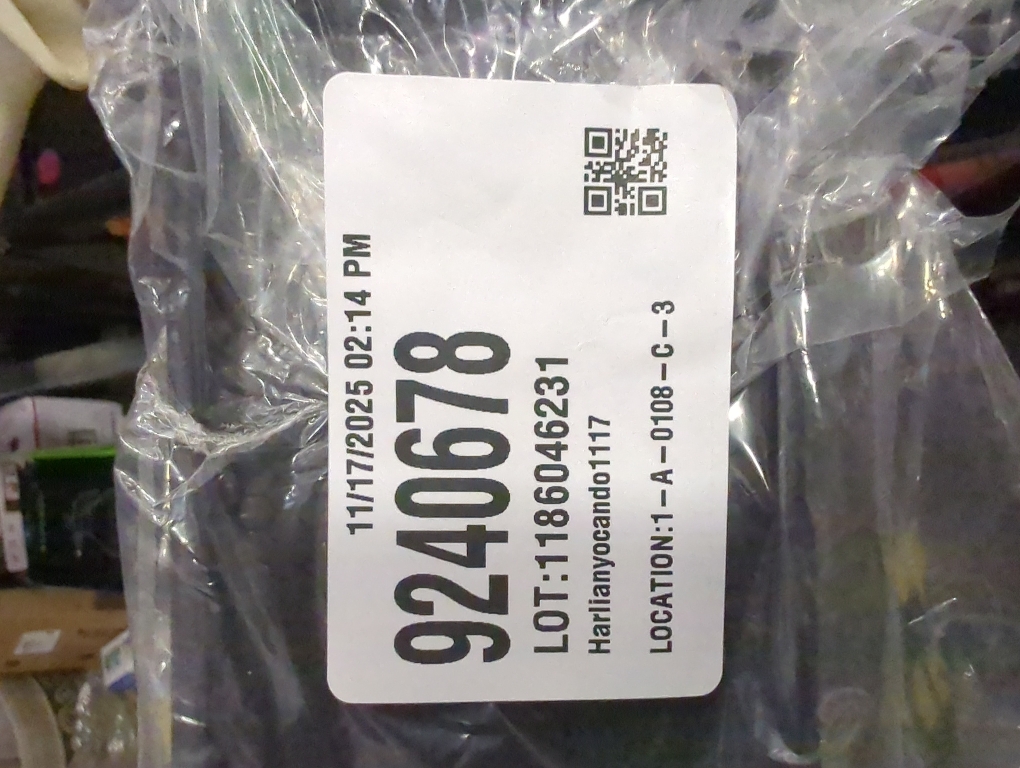 11/17/2025 02:14 PM
9240678
LOT:1186046231
Harlianyocando1117
LOCATION:1-A-0108-C-3